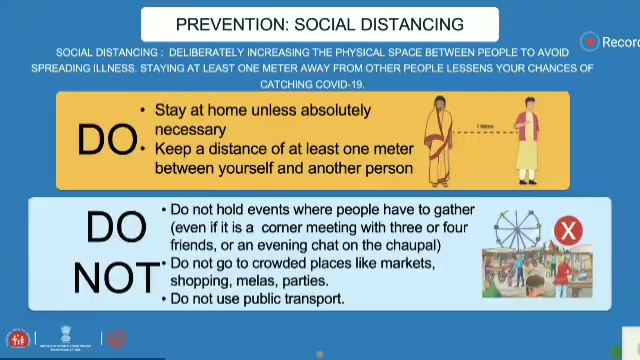 PREVENTION: SOCIAL DISTANCING
Record
SOCIAL DISTANCING : DELIBERATELY INCREASING THE PHYSICAL SPACE BETWEEN PEOPLE TO AVOID
SPREADING ILLNESS. STAYING AT LEAST ONE METER AWAY FROM OTHER PEOPLE LESSENS YOUR CHANCES OF
CATCHING COVID-19.
DO
• Stay at home unless absolutely
necessary
• Keep a distance of at least one meter
between yourself and another person
1 Meter
DO
NOT
• Do not hold events where people have to gather
(even if it is a corner meeting with three or four
friends, or an evening chat on the chaupal)
• Do not go to crowded places like markets,
shopping, melas, parties.
• Do not use public transport.
X